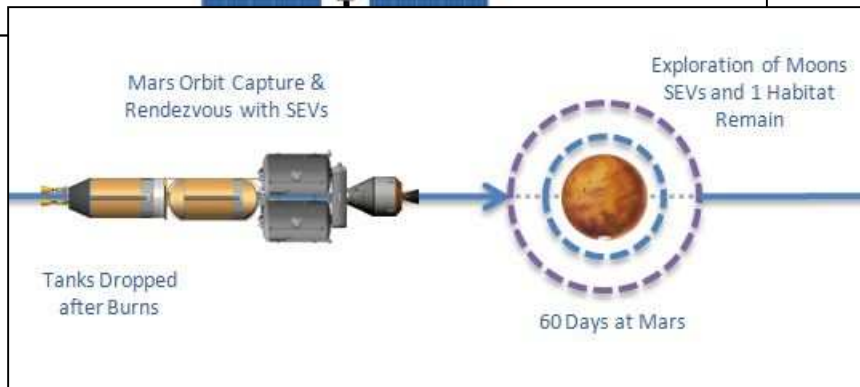 Mars Orbit Capture &
Rendezvous with SEVs
Exploration of Moons
SEVs and 1 Habitat
Remain
Tanks Dropped
after Burns
60 Days at Mars